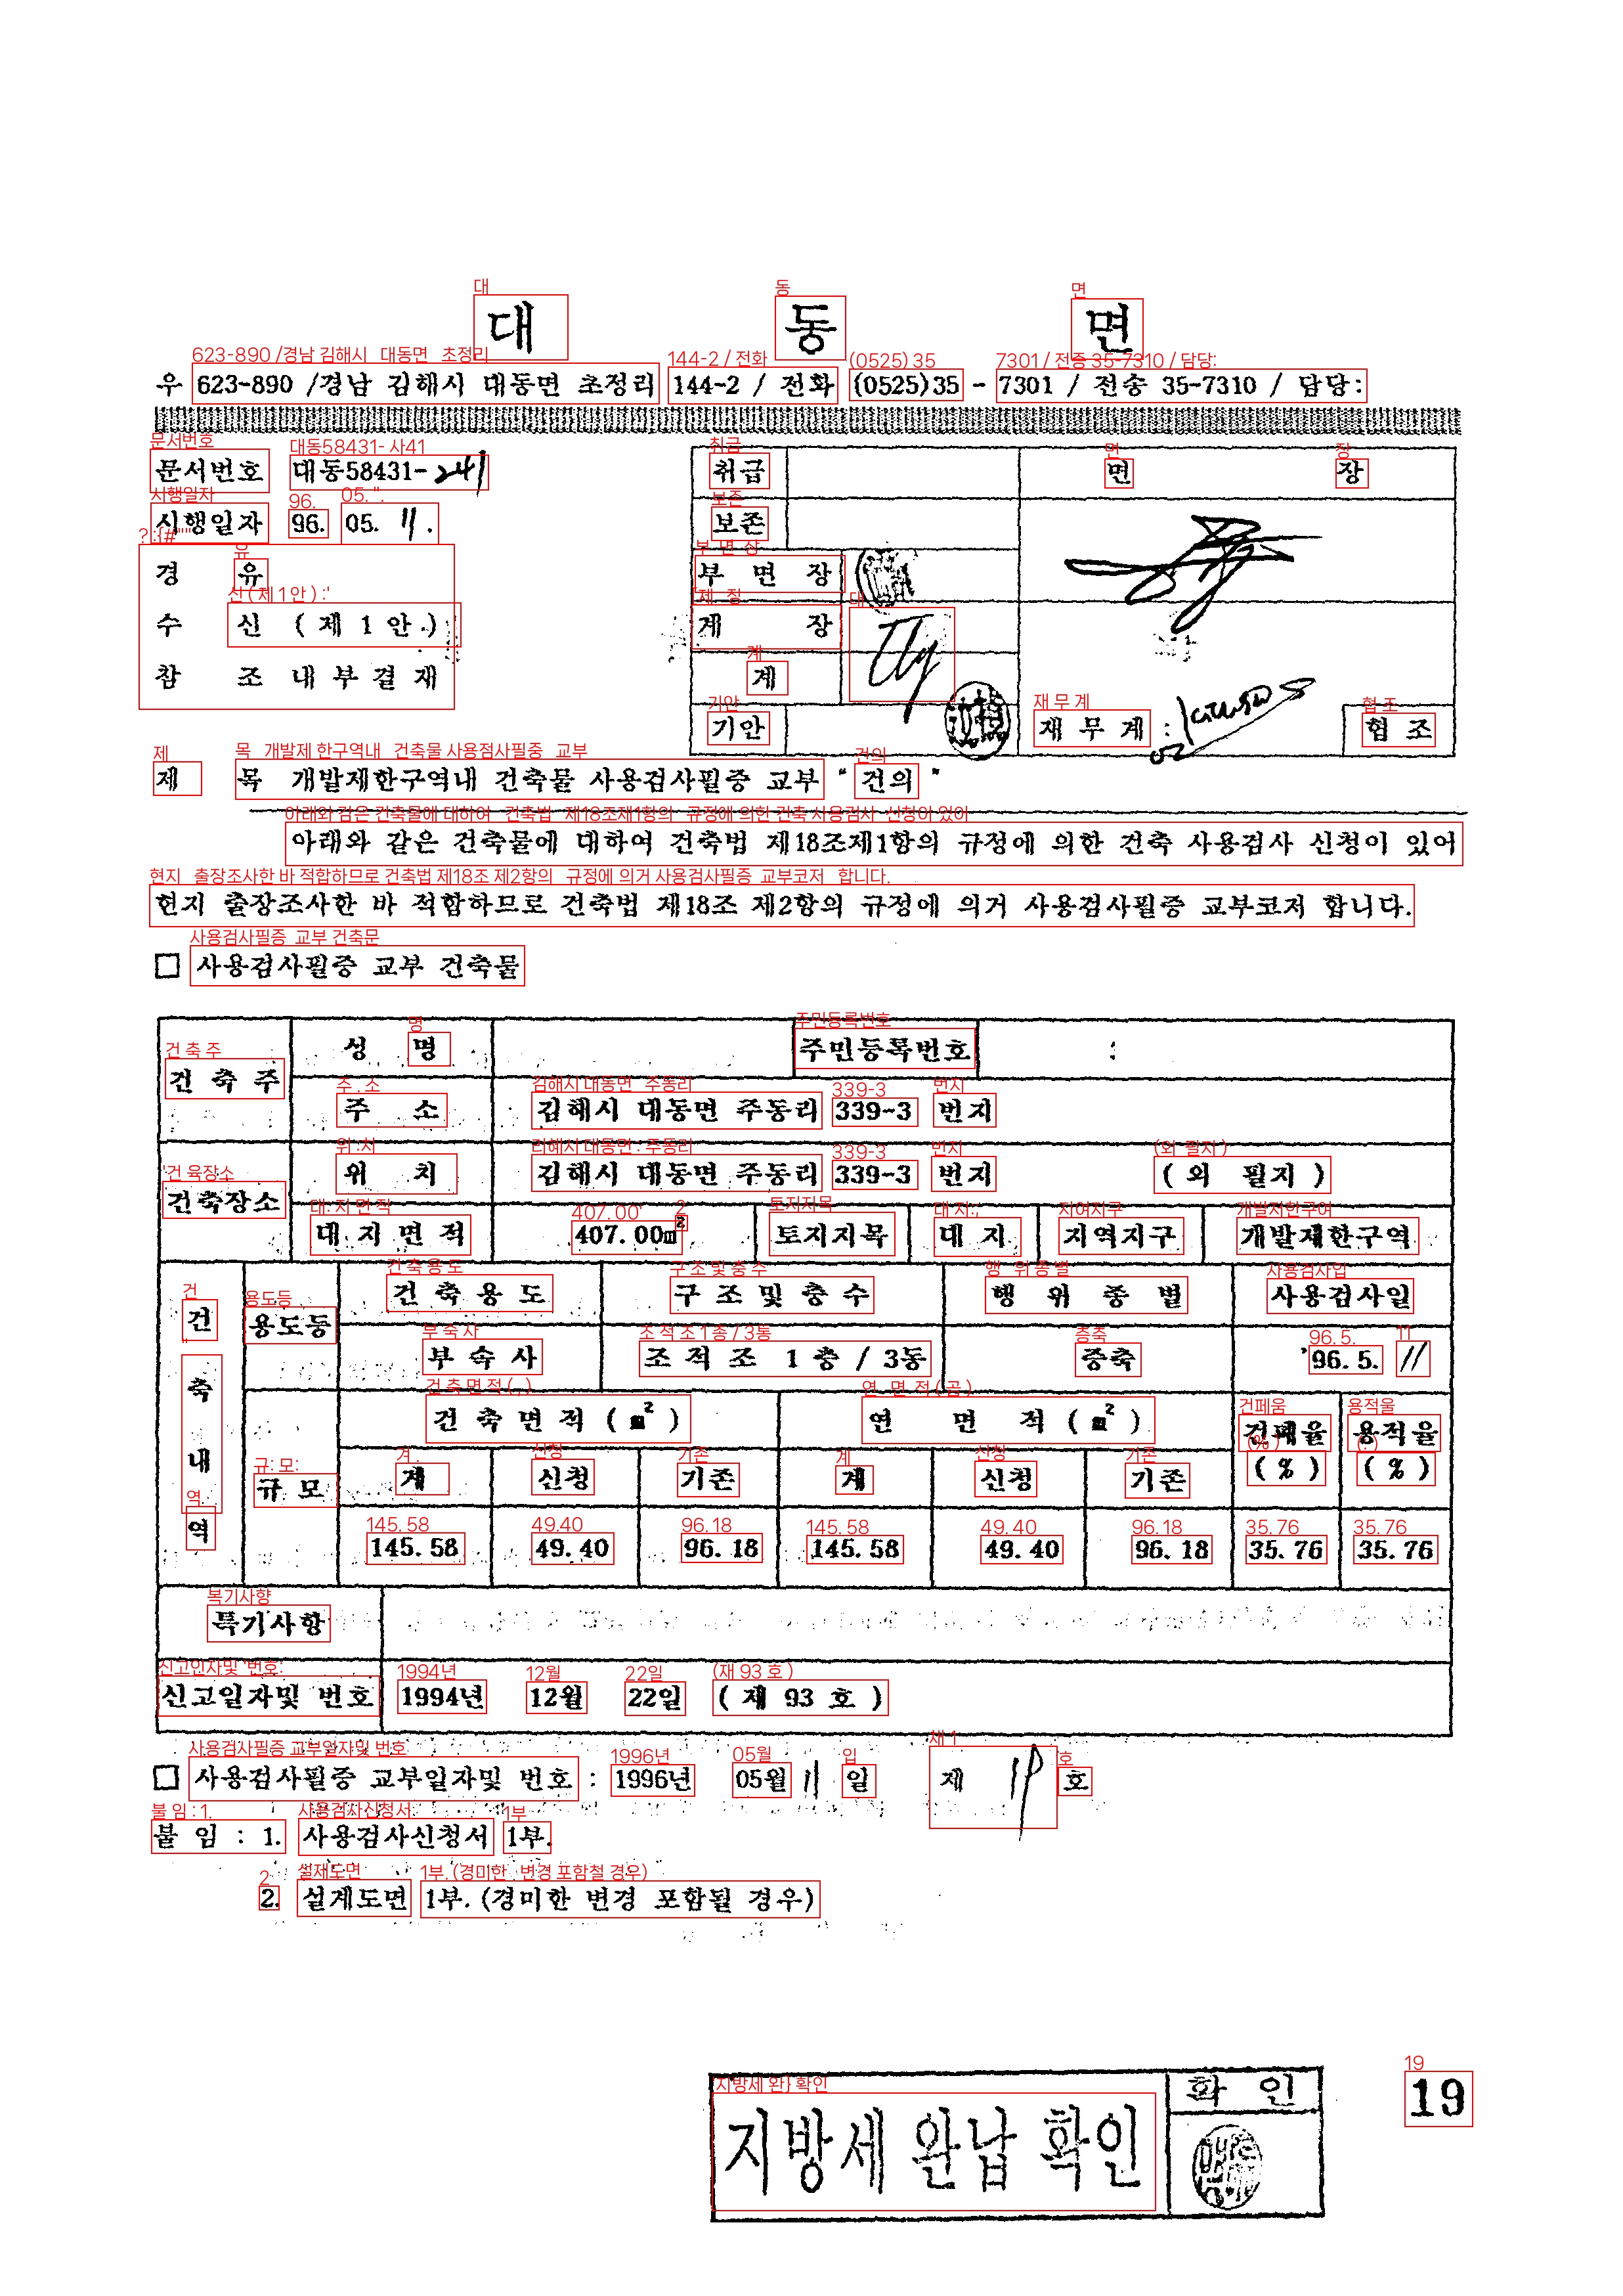 대 동 면
우 623-890 /경남 김해시 대동면 초정리 144-2 / 전화 (0525)35 - 7301 / 전송 35-7310 / 담당:
문서번호 대동58431-241
시행일자 96. 05. 11.
경 유
수 신 ( 제 1 안 )
참 조 내 부 결 재
취급 면 장
보존
부 면 장
계 장
계
기안 재 무 계 : 협 조
제 목 개발제한구역내 건축물 사용검사필증 교부 " 건의 "
아래와 같은 건축물에 대하여 건축법 제18조제1항의 규정에 의한 건축 사용검사 신청이 있어
현지 출장조사한 바 적합하므로 건축법 제18조 제2항의 규정에 의거 사용검사필증 교부코저 합니다.
□ 사용검사필증 교부 건축물
건 축 주 성 명 주민등록번호
주 소 김해시 대동면 주동리 339-3 번지
건축장소 위 치 김해시 대동면 주동리 339-3 번지 ( 외 필지 )
대 지 면 적 407.00㎡ 토지지목 대 지 지역지구 개발제한구역
건 축 내 역 용도등 건 축 용 도 구 조 및 층 수 행 위 종 별 사용검사일
부 속 사 조 적 조 1 층 / 3동 증축 '96. 5. 11
규 모 건 축 면 적 ( ㎡ ) 연 면 적 ( ㎡ ) 건폐율 ( % ) 용적율 ( % )
계 신청 기존 계 신청 기존
145.58 49.40 96.18 145.58 49.40 96.18 35.76 35.76
특기사항
신고일자및 번호 1994년 12월 22일 ( 제 93 호 )
□ 사용검사필증 교부일자및 번호 : 1996년 05월 11 일 제 19 호
붙 임 : 1. 사용검사신청서 1부.
2. 설계도면 1부. (경미한 변경 포함될 경우)
지방세 완납 확인 확 인
19